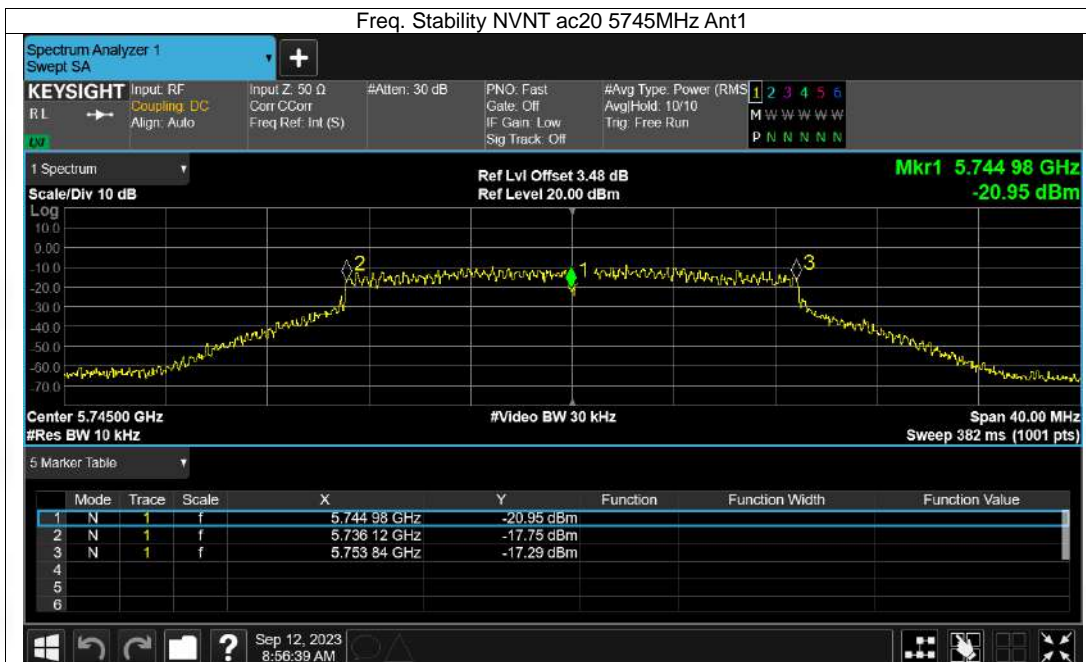 Freq. Stability NVNT ac20 5745MHz Ant1
Spectrum Analyzer 1
Swept SA
+
KEYSIGHT
RL
LXI
Input: RF
Coupling: DC
Align: Auto
Input Z: 50 Ω
Corr CCorr
Freq Ref: Int (S)
#Atten: 30 dB
PNO: Fast
Gate: Off
IF Gain: Low
Sig Track: Off
#Avg Type: Power (RMS
Avg|Hold: 10/10
Trig: Free Run
1 2 3 4 5 6
M W W W W W
P N N N N N
1 Spectrum
Scale/Div 10 dB
Ref Lvl Offset 3.48 dB
Ref Level 20.00 dBm
Mkr1 5.744 98 GHz
-20.95 dBm
Log
10.0
0.00
-10.0
-20.0
-30.0
-40.0
-50.0
-60.0
-70.0
2
1
3
Center 5.74500 GHz
#Res BW 10 kHz
#Video BW 30 kHz
Span 40.00 MHz
Sweep 382 ms (1001 pts)
5 Marker Table
Mode Trace Scale X Y Function Function Width Function Value
1 N 1 f 5.744 98 GHz -20.95 dBm
2 N 1 f 5.736 12 GHz -17.75 dBm
3 N 1 f 5.753 84 GHz -17.29 dBm
4
5
6
?
Sep 12, 2023
8:56:39 AM